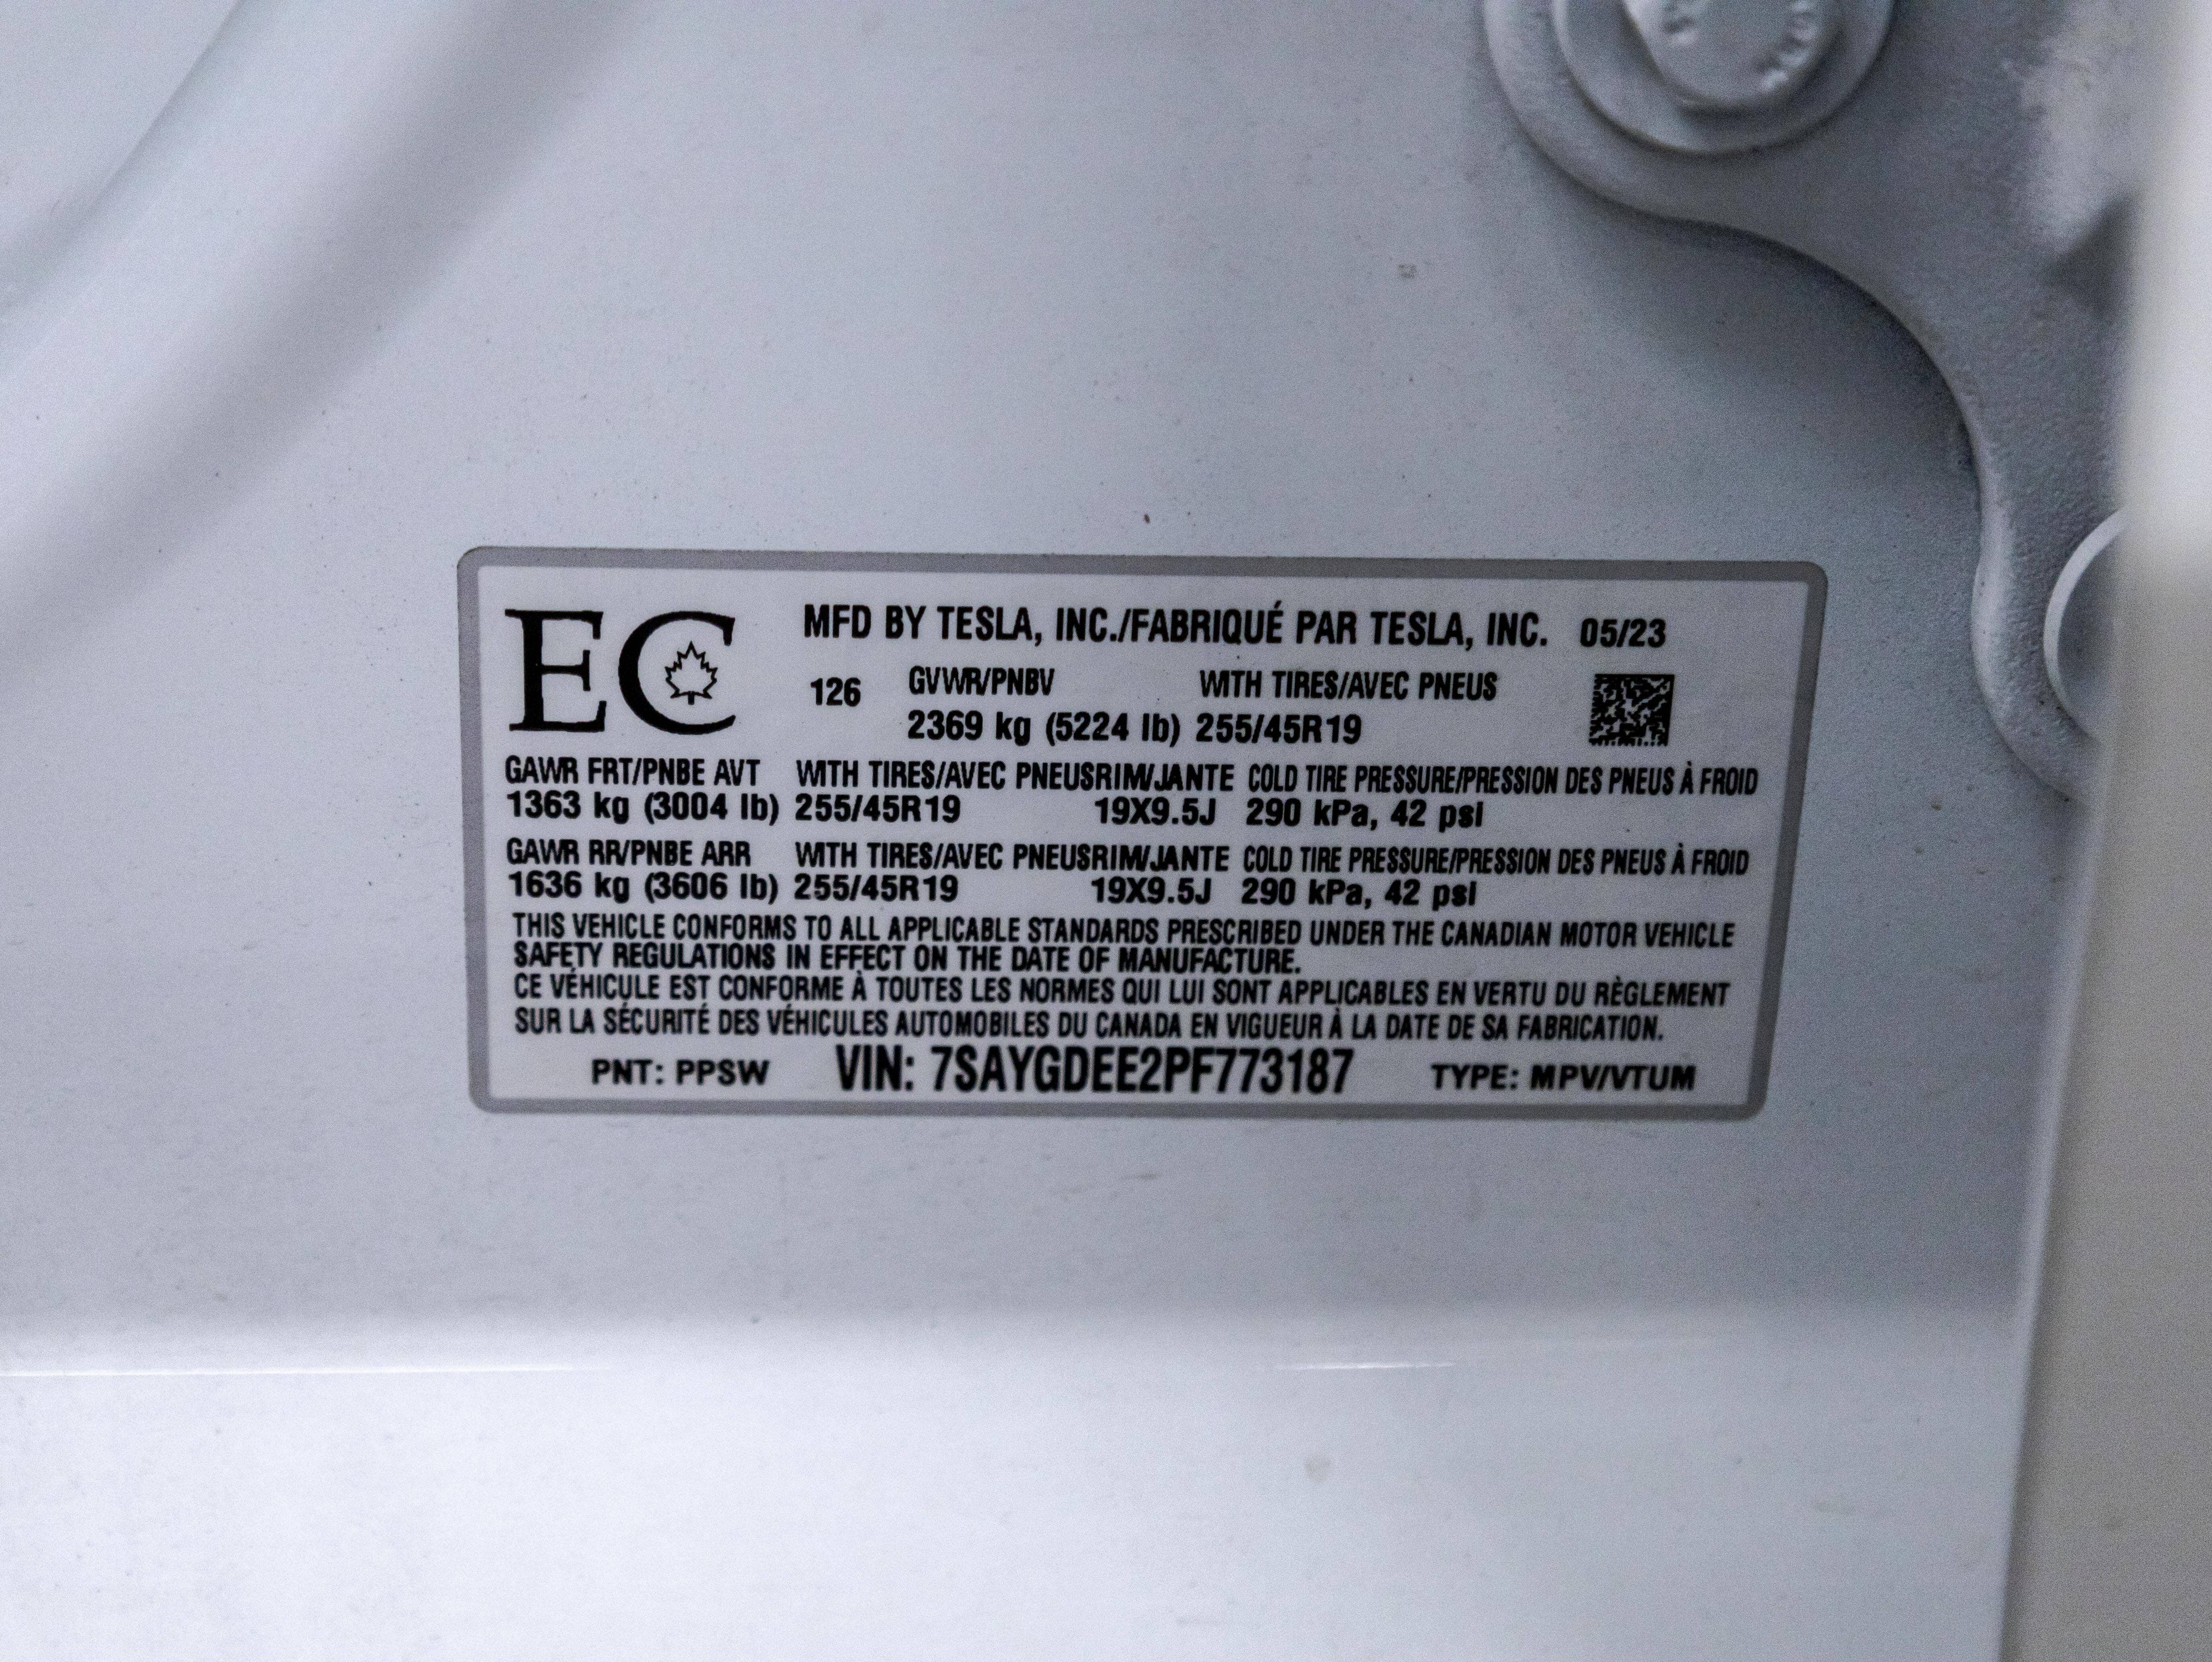 EC
MFD BY TESLA, INC./FABRIQUÉ PAR TESLA, INC. 05/23
126 GVWR/PNBV WITH TIRES/AVEC PNEUS
2369 kg (5224 lb) 255/45R19
GAWR FRT/PNBE AVT WITH TIRES/AVEC PNEUSRIM/JANTE COLD TIRE PRESSURE/PRESSION DES PNEUS À FROID
1363 kg (3004 lb) 255/45R19 19X9.5J 290 kPa, 42 psi
GAWR RR/PNBE ARR WITH TIRES/AVEC PNEUSRIM/JANTE COLD TIRE PRESSURE/PRESSION DES PNEUS À FROID
1636 kg (3606 lb) 255/45R19 19X9.5J 290 kPa, 42 psi
THIS VEHICLE CONFORMS TO ALL APPLICABLE STANDARDS PRESCRIBED UNDER THE CANADIAN MOTOR VEHICLE
SAFETY REGULATIONS IN EFFECT ON THE DATE OF MANUFACTURE.
CE VÉHICULE EST CONFORME À TOUTES LES NORMES QUI LUI SONT APPLICABLES EN VERTU DU RÈGLEMENT
SUR LA SÉCURITÉ DES VÉHICULES AUTOMOBILES DU CANADA EN VIGUEUR À LA DATE DE SA FABRICATION.
PNT: PPSW VIN: 7SAYGDEE2PF773187 TYPE: MPV/VTUM